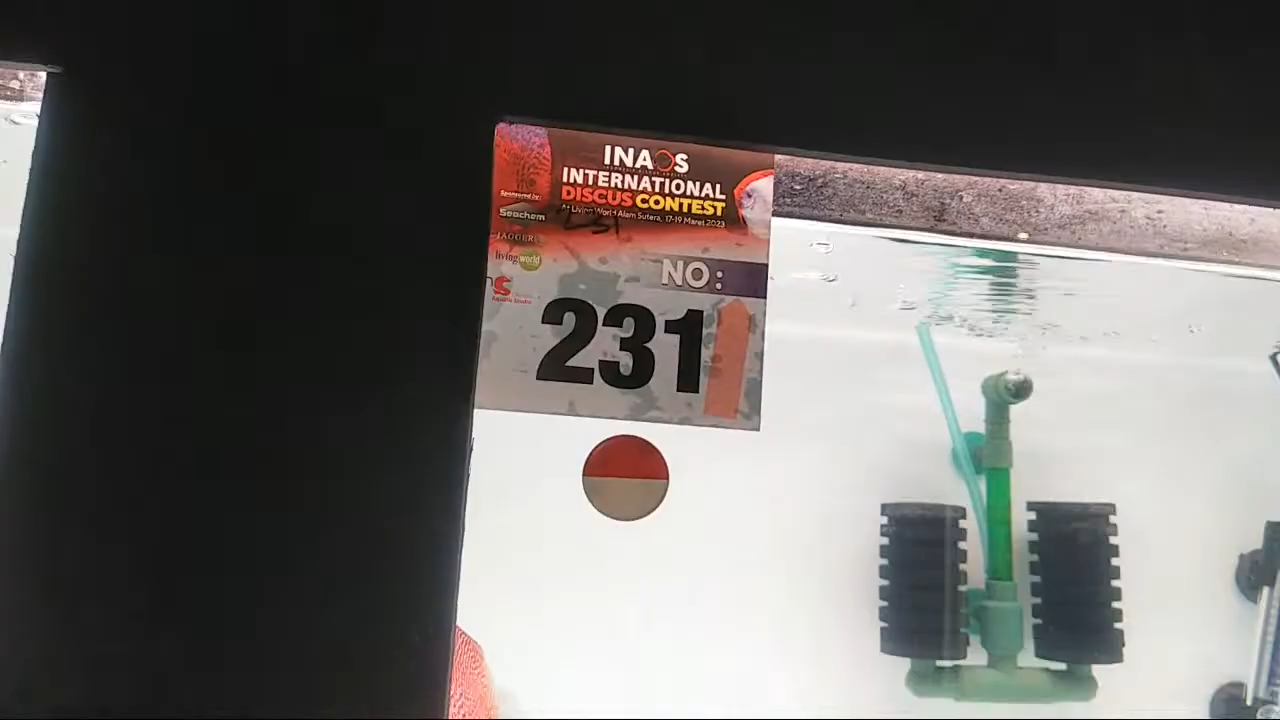 INAOS
INTERNATIONAL
DISCUS CONTEST
At Living World Alam Sutera, 17-19 Maret 2023
Sponsored by:
Seachem
JAGGER
living world
231
NO:
231